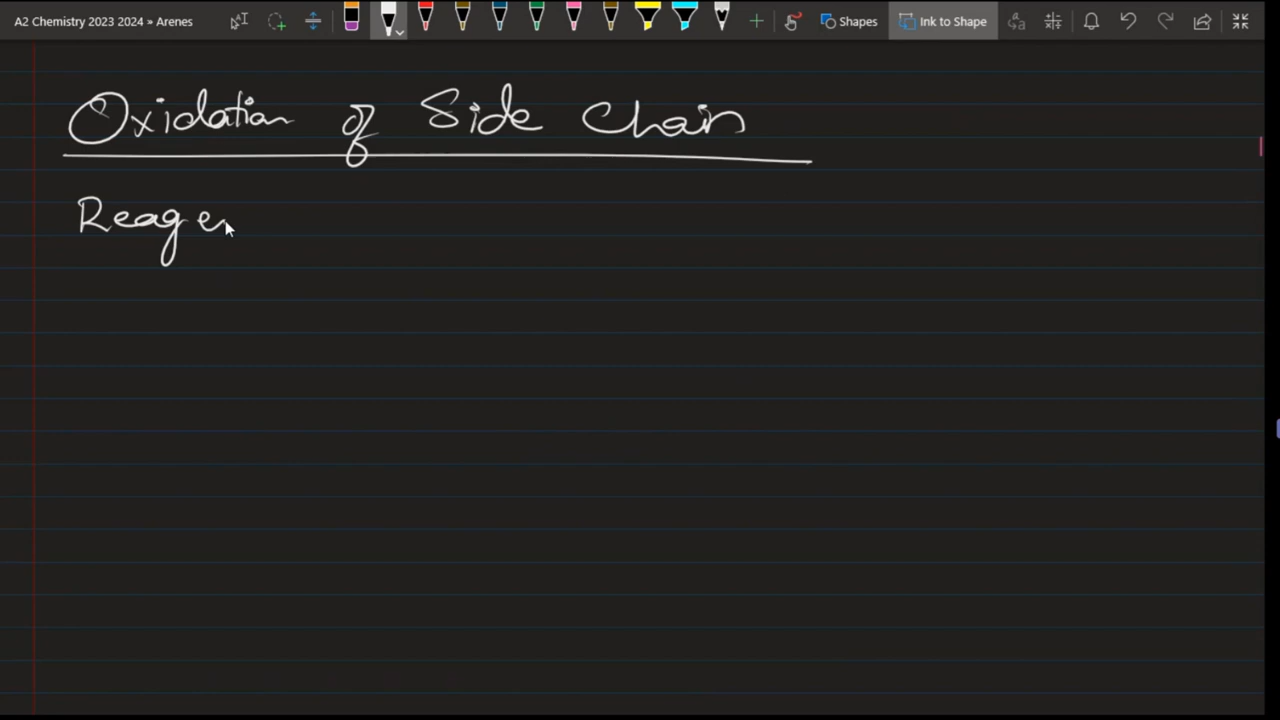 A2 Chemistry 2023 2024 » Arenes
Shapes
Ink to Shape
Oxidation of Side Chain
Reagen